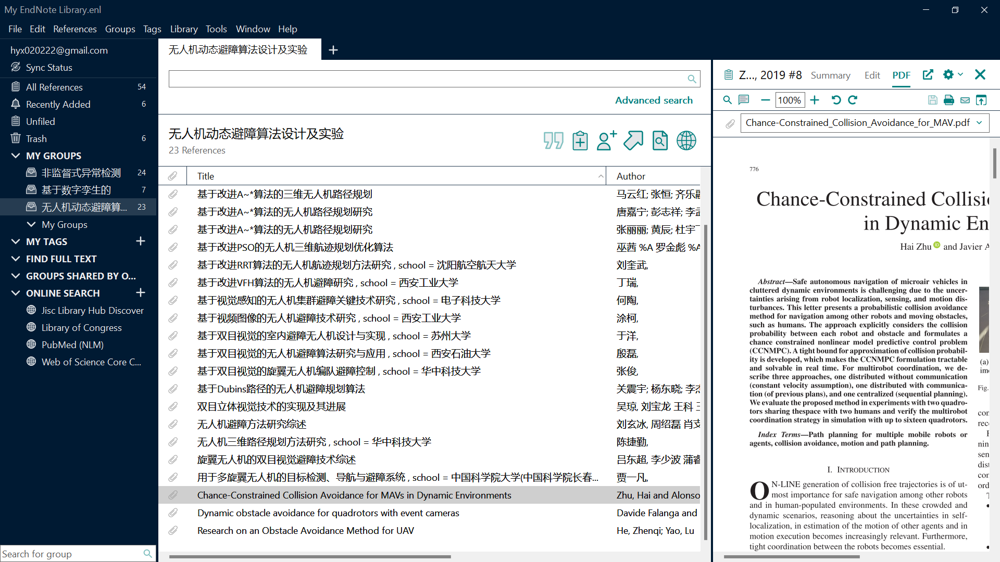 My EndNote Library.enl
File Edit References Groups Tags Library Tools Window Help
hyx020222@gmail.com
Sync Status
All References 54
Recently Added 6
Unfiled
Trash 6
MY GROUPS
非监督式异常检测 24
基于数字孪生的 7
无人机动态避障算... 23
My Groups
MY TAGS
FIND FULL TEXT
GROUPS SHARED BY O...
ONLINE SEARCH
Jisc Library Hub Discover
Library of Congress
PubMed (NLM)
Web of Science Core C...
Search for group
无人机动态避障算法设计及实验
Advanced search
无人机动态避障算法设计及实验
23 References
Title Author
基于改进A~*算法的三维无人机路径规划 马云红; 张恒; 齐乐融
基于改进A~*算法的无人机路径规划研究 唐嘉宁; 彭志祥; 李孟
基于改进A~*算法的无人机路径规划研究 张丽丽; 黄辰; 杜宇
基于改进PSO的无人机三维航迹规划优化算法 巫茜 %A 罗金彪 %A
基于改进RRT算法的无人机航迹规划方法研究 , school = 沈阳航空航天大学 刘奎武,
基于改进VFH算法的无人机避障研究 , school = 西安工业大学 丁瑞,
基于视觉感知的无人机集群避障关键技术研究 , school = 电子科技大学 何陶,
基于视频图像的无人机避障技术研究 , school = 西安工业大学 涂柯,
基于双目视觉的室内避障无人机设计与实现 , school = 苏州大学 于洋,
基于双目视觉的无人机避障算法研究与应用 , school = 西安石油大学 殷磊,
基于双目视觉的旋翼无人机编队避障控制 , school = 华中科技大学 张俊,
基于Dubins路径的无人机避障规划算法 关震宇; 杨东晓; 李杰
双目立体视觉技术的实现及其进展 吴琼, 刘宝龙 王科
无人机避障方法研究综述 刘玄冰, 周绍磊 肖支
无人机三维路径规划方法研究 , school = 华中科技大学 陈捷勤,
旋翼无人机的双目视觉避障技术综述 吕东超, 李少波 蒲睿
用于多旋翼无人机的目标检测、导航与避障系统 , school = 中国科学院大学(中国科学院长春... 贾一凡,
Chance-Constrained Collision Avoidance for MAVs in Dynamic Environments Zhu, Hai and Alonso
Dynamic obstacle avoidance for quadrotors with event cameras Davide Falanga and
Research on an Obstacle Avoidance Method for UAV He, Zhenqi; Yao, Lu
Z..., 2019 #8 Summary Edit PDF
100%
Chance-Constrained_Collision_Avoidance_for_MAV.pdf
776
Chance-Constrained Collisio
in Dynamic En
Hai Zhu and Javier A
Abstract—Safe autonomous navigation of microair vehicles in
cluttered dynamic environments is challenging due to the uncer-
tainties arising from robot localization, sensing, and motion dis-
turbances. This letter presents a probabilistic collision avoidance
method for navigation among other robots and moving obstacles,
such as humans. The approach explicitly considers the collision
probability between each robot and obstacle and formulates a
chance constrained nonlinear model predictive control problem
(CCNMPC). A tight bound for approximation of collision probabil-
ity is developed, which makes the CCNMPC formulation tractable
and solvable in real time. For multirobot coordination, we de-
scribe three approaches, one distributed without communication
(constant velocity assumption), one distributed with communica-
tion (of previous plans), and one centralized (sequential planning).
We evaluate the proposed method in experiments with two quadro-
tors sharing thespace with two humans and verify the multirobot
coordination strategy in simulation with up to sixteen quadrotors.
Index Terms—Path planning for multiple mobile robots or
agents, collision avoidance, motion and path planning.
I. INTRODUCTION
ON-LINE generation of collision free trajectories is of ut-
most importance for safe navigation among other robots
and in human-populated environments. In these crowded and
dynamic scenarios, reasoning about the uncertainties in self-
localization, in estimation of the motion of other agents and in
motion execution becomes increasingly relevant. Furthermore,
tight coordination between the robots becomes essential.
(a)
Fig.